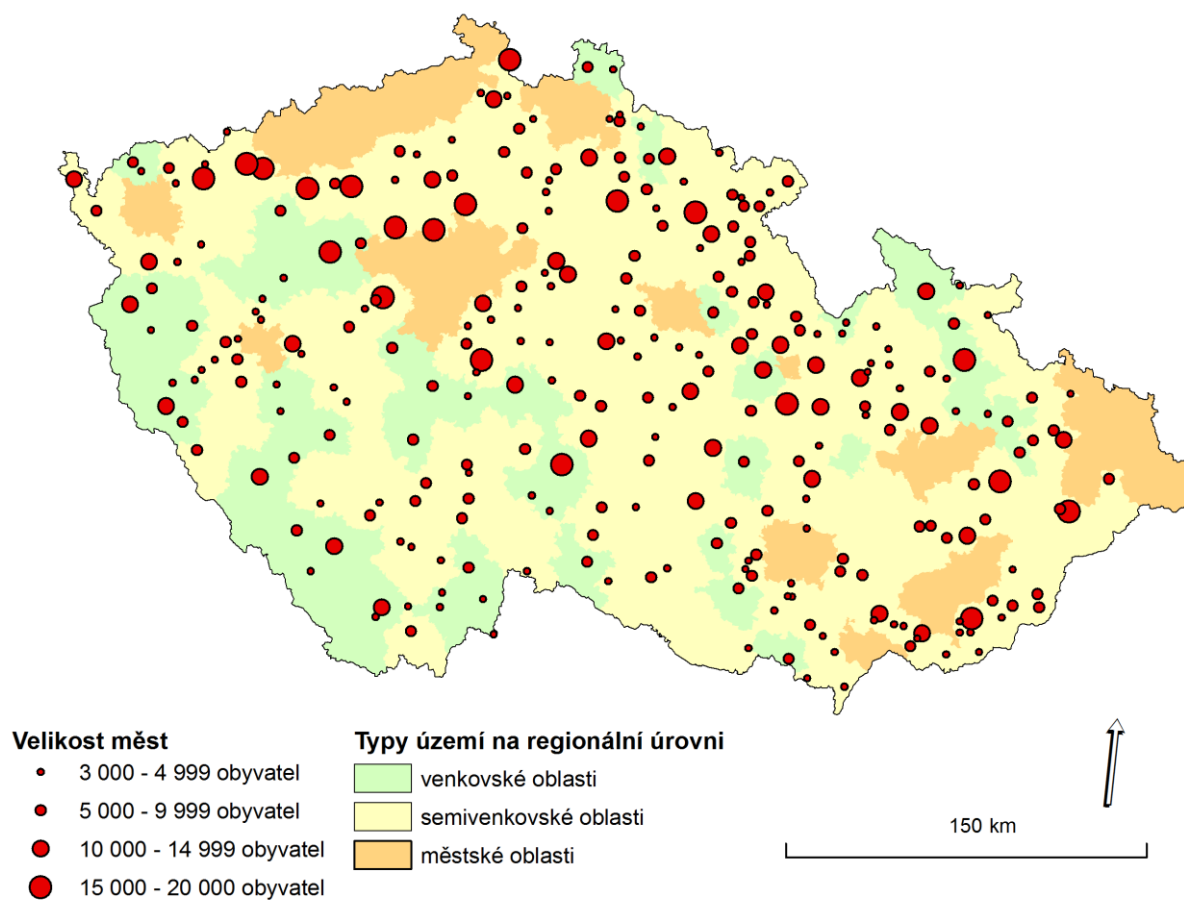 Velikost měst
3 000 - 4 999 obyvatel
5 000 - 9 999 obyvatel
10 000 - 14 999 obyvatel
15 000 - 20 000 obyvatel
Typy území na regionální úrovni
venkovské oblasti
semivenkovské oblasti
městské oblasti
150 km